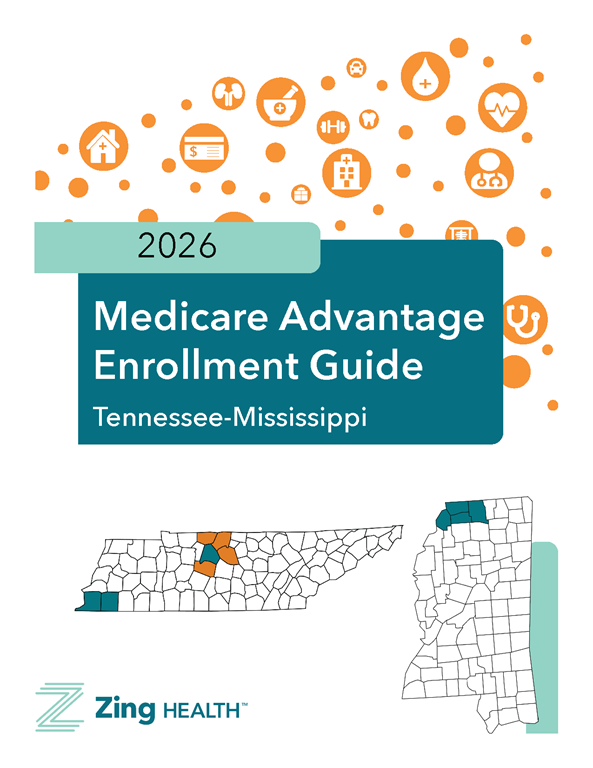 2026
Medicare Advantage
Enrollment Guide
Tennessee-Mississippi
$
Zing HEALTH™